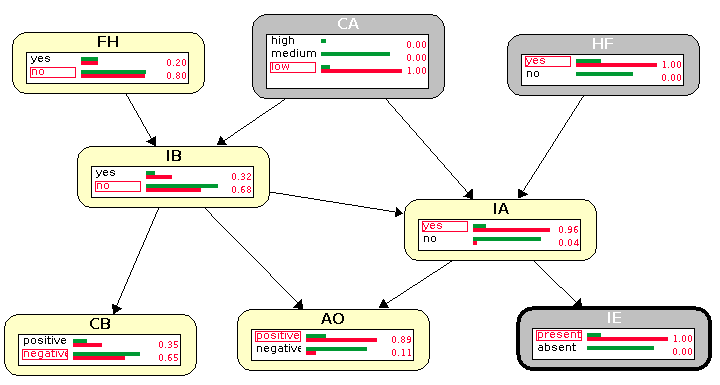 FH
yes 0.20
no 0.80
CA
high 0.00
medium 0.00
low 1.00
HF
yes 1.00
no 0.00
IB
yes 0.32
no 0.68
IA
yes 0.96
no 0.04
CB
positive 0.35
negative 0.65
AO
positive 0.89
negative 0.11
IE
present 1.00
absent 0.00